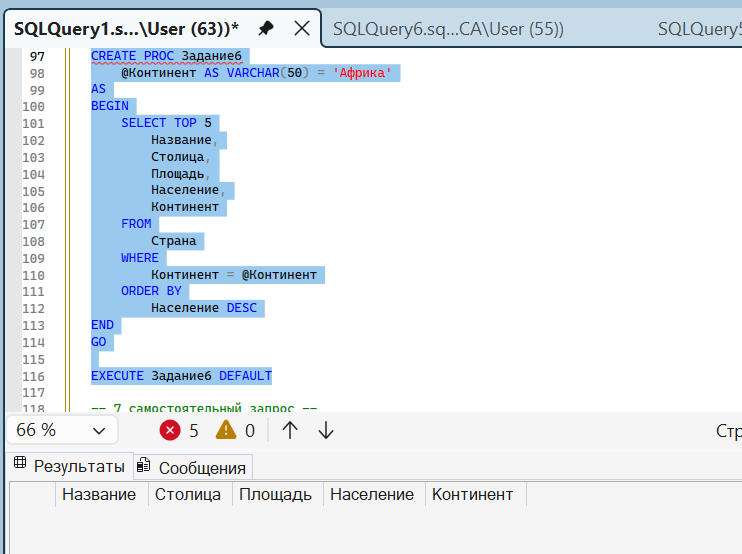 SQLQuery1.s...\User (63))*
SQLQuery6.sq...CA\User (55))
SQLQuery5
97 CREATE PROC Задание6
98 @Континент AS VARCHAR(50) = 'Африка'
99 AS
100 BEGIN
101 SELECT TOP 5
102 Название,
103 Столица,
104 Площадь,
105 Население,
106 Континент
107 FROM
108 Страна
109 WHERE
110 Континент = @Континент
111 ORDER BY
112 Население DESC
113 END
114 GO
115
116 EXECUTE Задание6 DEFAULT
117
118 -- 7 самостоятельный запрос --
66 % 5 0 Стр
Результаты Сообщения
Название Столица Площадь Население Континент